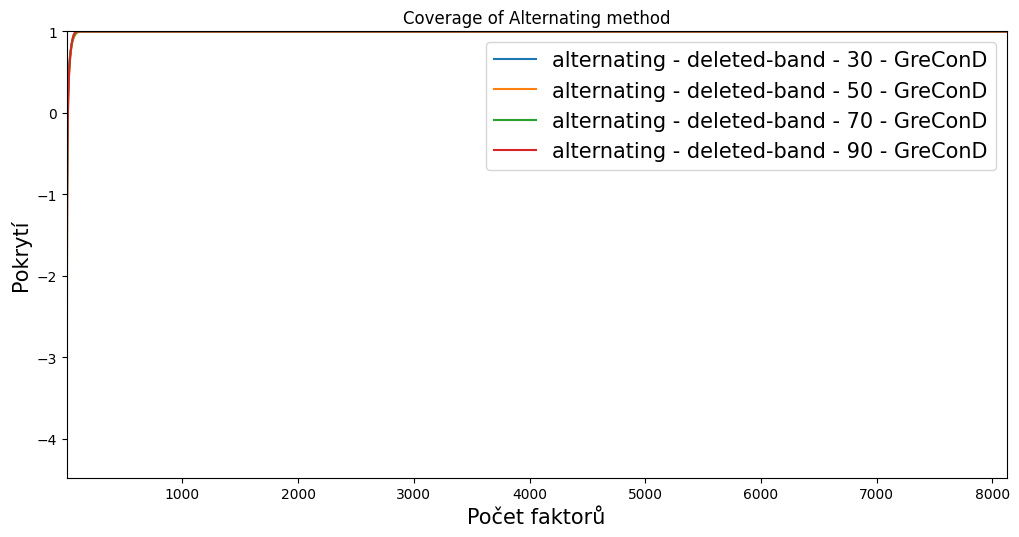 Coverage of Alternating method
1
0
−1
−2
−3
−4
Pokrytí
alternating - deleted-band - 30 - GreConD
alternating - deleted-band - 50 - GreConD
alternating - deleted-band - 70 - GreConD
alternating - deleted-band - 90 - GreConD
1000 2000 3000 4000 5000 6000 7000 8000
Počet faktorů